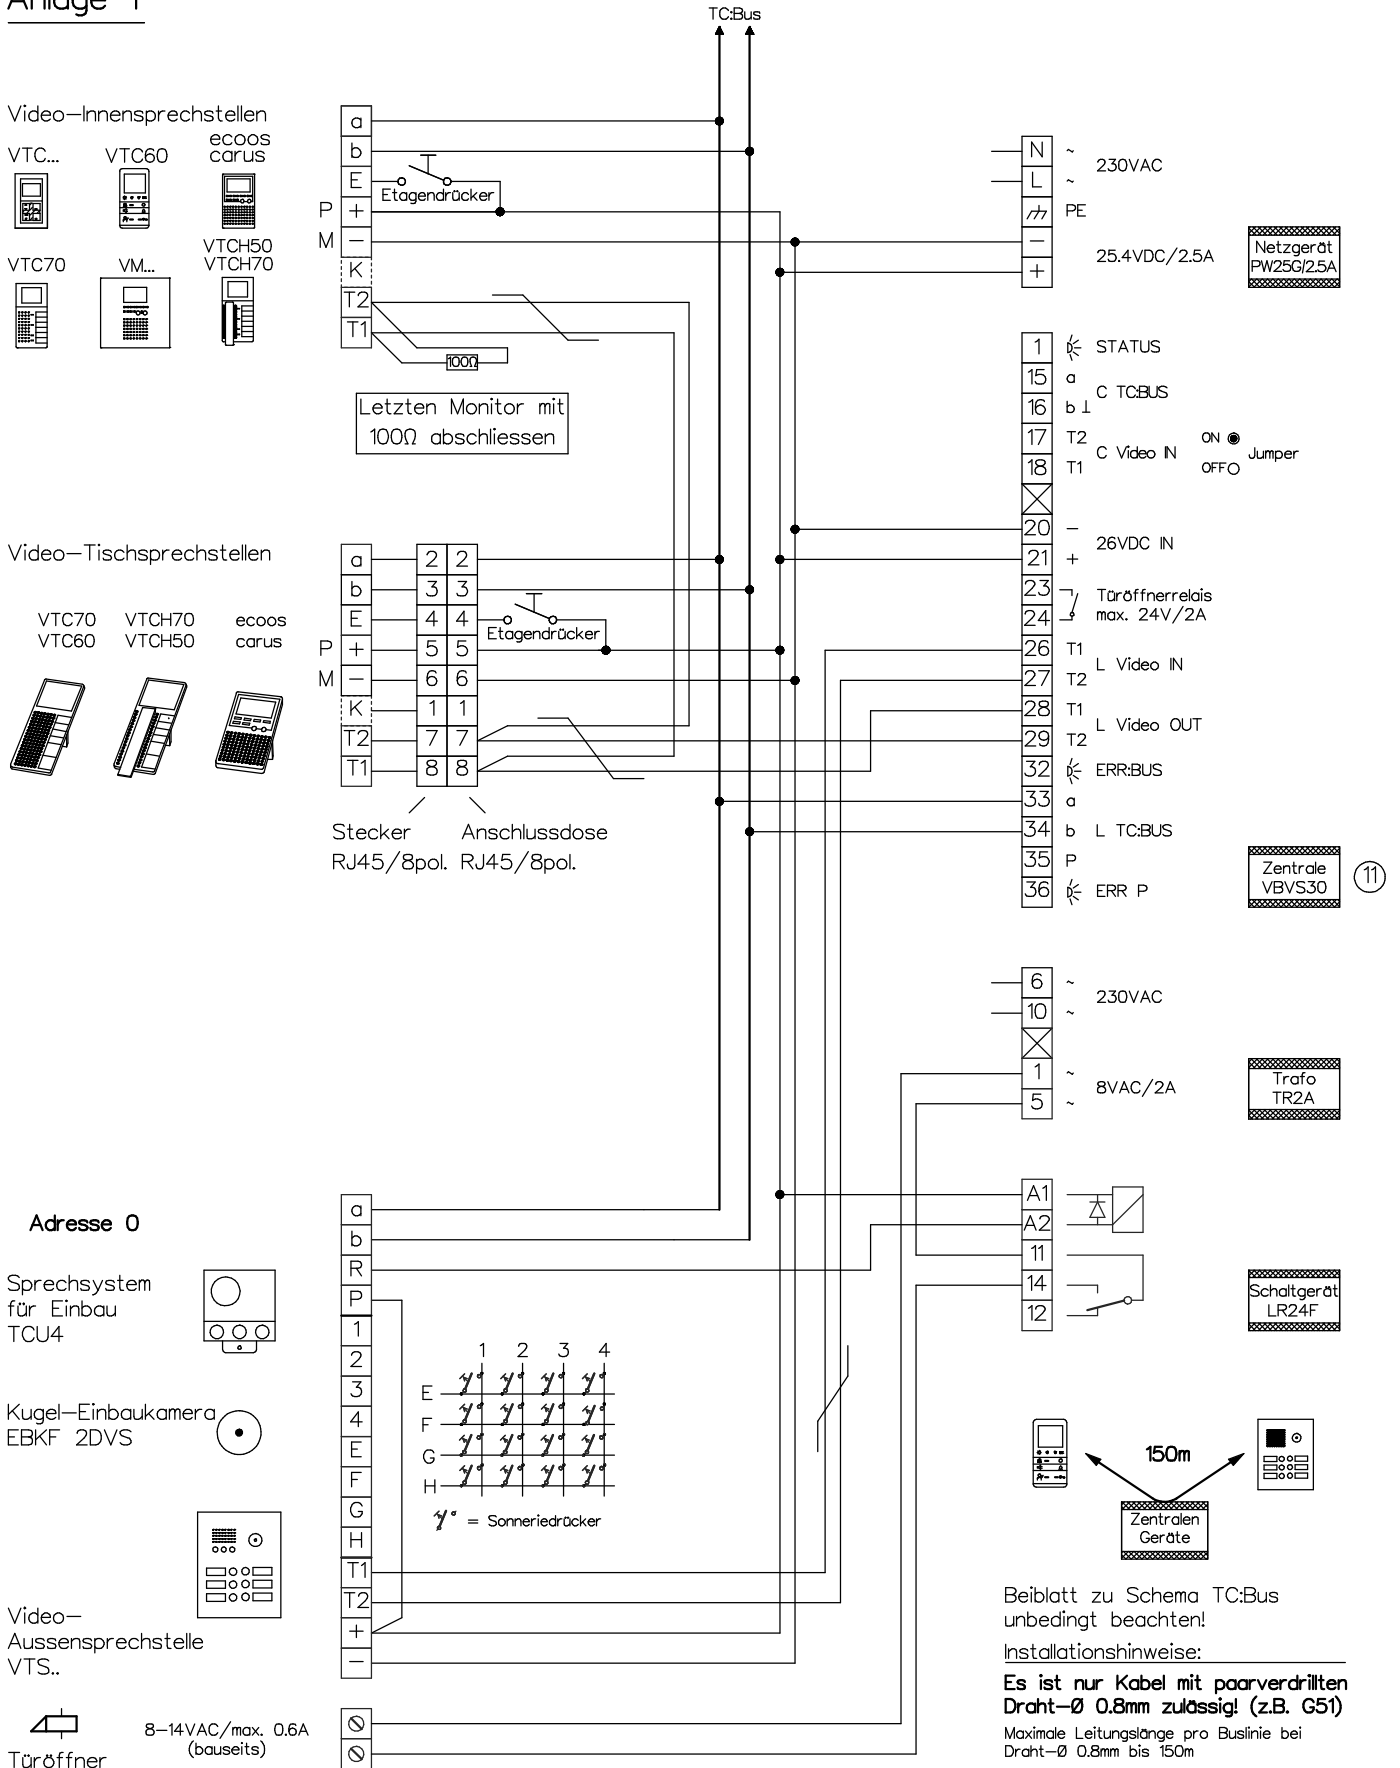 Anlage 1
TC:Bus
Video-Innensprechstellen
VTC... VTC60 ecoos
carus
VTC70 VM... VTCH50
VTCH70
a
b
E
P +
M -
K
T2
T1
Etagendrücker
100Ω
Letzten Monitor mit
100Ω abschliessen
N ~
L ~
230VAC
PE
-
+
25.4VDC/2.5A
Netzgerät
PW25G/2.5A
1 STATUS
15 a
16 b ⊥
C TC:BUS
17 T2
18 T1
C Video IN
ON
OFF
Jumper
20 -
21 +
26VDC IN
23
24
Türöffnerrelais
max. 24V/2A
26 T1
27 T2
L Video IN
28 T1
29 T2
L Video OUT
32 ERR:BUS
33 a
34 b L TC:BUS
35 P
36 ERR P
Zentrale
VBVS30
11
Video-Tischsprechstellen
VTC70 VTCH70 ecoos
VTC60 VTCH50 carus
a 2 2
b 3 3
E 4 4
P + 5 5
M - 6 6
K 1 1
T2 7 7
T1 8 8
Etagendrücker
Stecker Anschlussdose
RJ45/8pol. RJ45/8pol.
6 ~
10 ~
230VAC
1 ~
5 ~
8VAC/2A
Trafo
TR2A
A1
A2
11
14
12
Schaltgerät
LR24F
Adresse 0
Sprechsystem
für Einbau
TCU4
Kugel-Einbaukamera
EBKF 2DVS
Video-
Aussensprechstelle
VTS..
Türöffner
8-14VAC/max. 0.6A
(bauseits)
a
b
R
P
1
2
3
4
E
F
G
H
T1
T2
+
-
1 2 3 4
E
F
G
H
= Sonneriedrücker
150m
Zentralen
Geräte
Beiblatt zu Schema TC:Bus
unbedingt beachten!
Installationshinweise:
Es ist nur Kabel mit paarverdrillten
Draht-Ø 0.8mm zulässig! (z.B. G51)
Maximale Leitungslänge pro Buslinie bei
Draht-Ø 0.8mm bis 150m